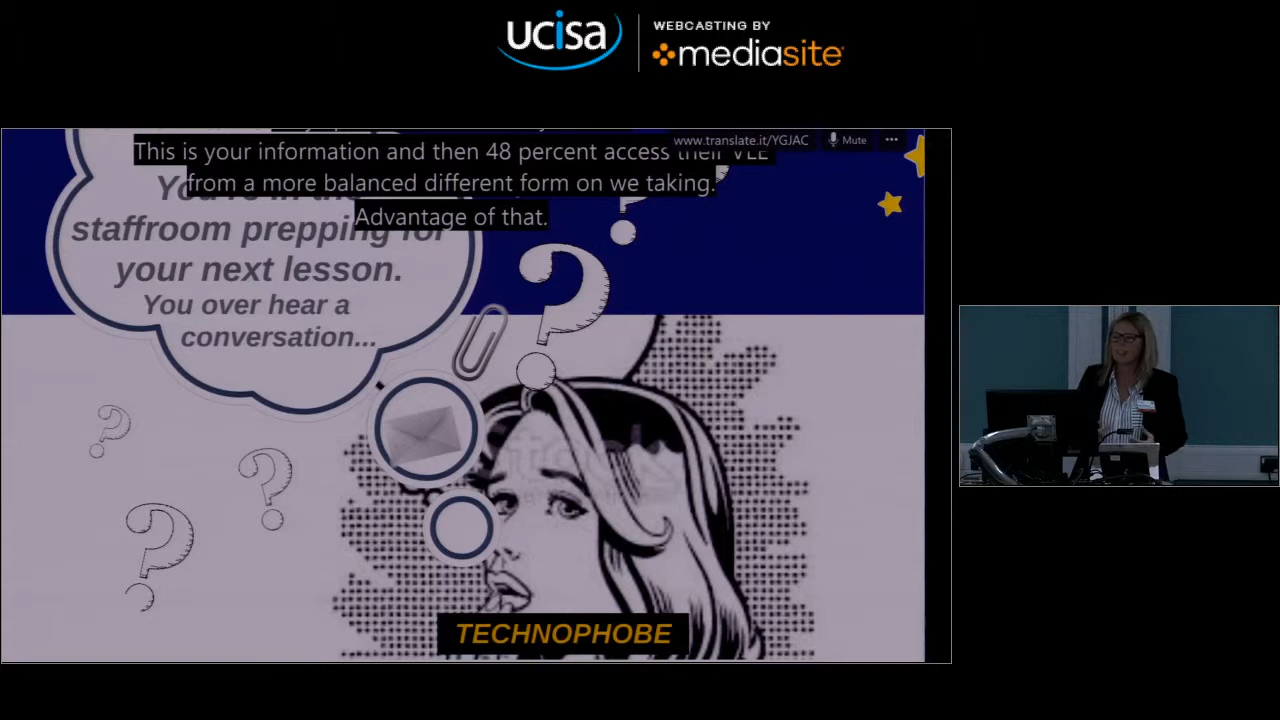 ucisa
WEBCASTING BY
mediasite
www.translate.it/YGJAC
Mute
This is your information and then 48 percent access their VLE
from a more balanced different form on we taking.
Advantage of that.
staffroom prepping for
your next lesson.
You over hear a
conversation...
TECHNOPHOBE